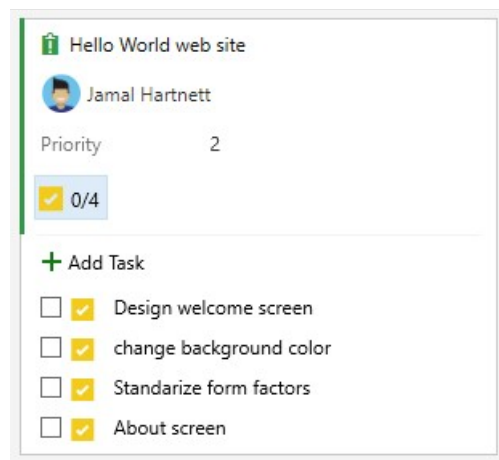 Hello World web site
Jamal Hartnett
Priority 2
0/4
+ Add Task
Design welcome screen
change background color
Standarize form factors
About screen